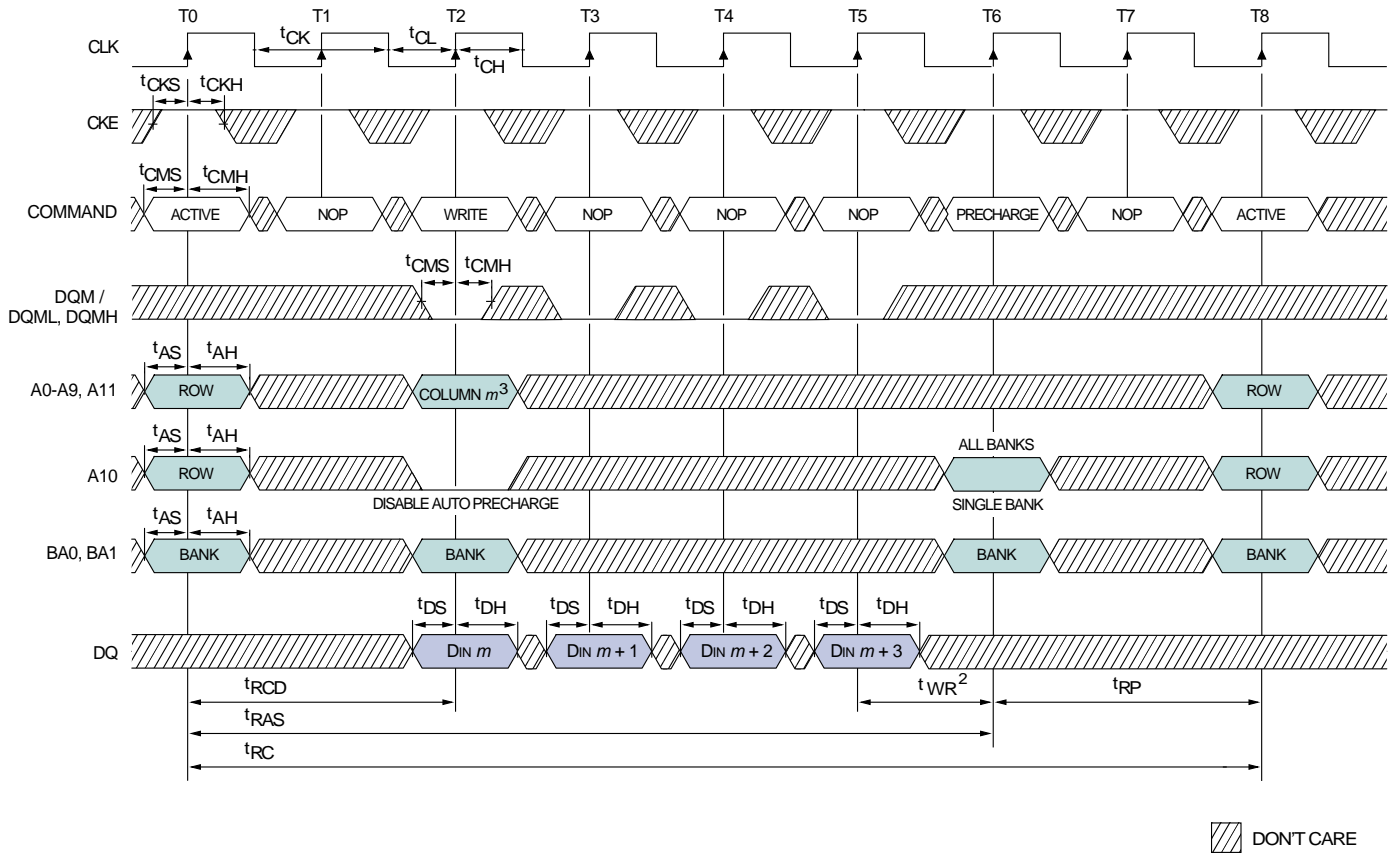 T0 T1 T2 T3 T4 T5 T6 T7 T8
CLK
tCK tCL
tCH
tCKS tCKH
CKE
tCMS tCMH
COMMAND ACTIVE NOP WRITE NOP NOP NOP PRECHARGE NOP ACTIVE
tCMS tCMH
DQM /
DQML, DQMH
tAS tAH
A0-A9, A11 ROW COLUMN m3 ROW
tAS tAH
ALL BANKS
A10 ROW ROW
DISABLE AUTO PRECHARGE SINGLE BANK
tAS tAH
BA0, BA1 BANK BANK BANK BANK
tDS tDH tDS tDH tDS tDH tDS tDH
DQ DIN m DIN m + 1 DIN m + 2 DIN m + 3
tRCD tWR2 tRP
tRAS
tRC
DON'T CARE